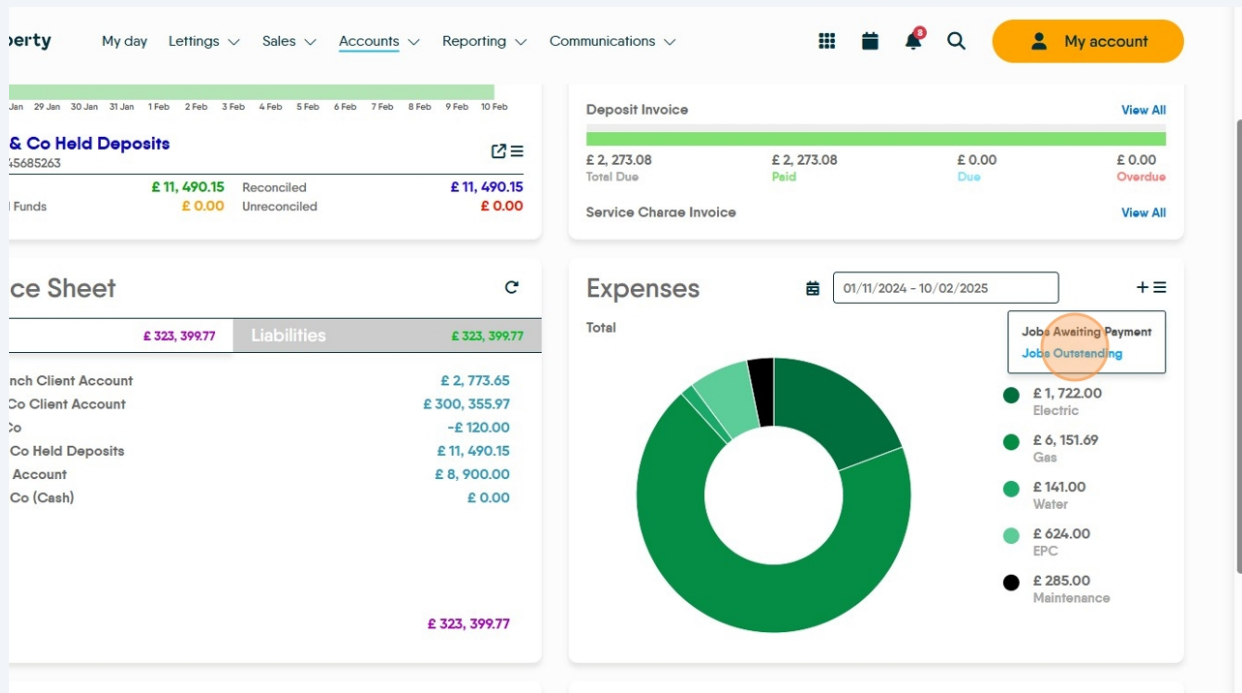 perty
My day
Lettings
Sales
Accounts
Reporting
Communications
8
My account
Jan 29 Jan 30 Jan 31 Jan 1 Feb 2 Feb 3 Feb 4 Feb 5 Feb 6 Feb 7 Feb 8 Feb 9 Feb 10 Feb
& Co Held Deposits
45685263
£ 11, 490.15 Reconciled £ 11, 490.15
Funds £ 0.00 Unreconciled £ 0.00
Deposit Invoice View All
£ 2, 273.08 £ 2, 273.08 £ 0.00 £ 0.00
Total Due Paid Due Overdue
Service Charge Invoice View All
ce Sheet
£ 323, 399.77 Liabilities £ 323, 399.77
nch Client Account £ 2, 773.65
Co Client Account £ 300, 355.97
Co -£ 120.00
Co Held Deposits £ 11, 490.15
Account £ 8, 900.00
Co (Cash) £ 0.00
£ 323, 399.77
Expenses 01/11/2024 - 10/02/2025
Total
Jobs Awaiting Payment
Jobs Outstanding
£ 1, 722.00
Electric
£ 6, 151.69
Gas
£ 141.00
Water
£ 624.00
EPC
£ 285.00
Maintenance